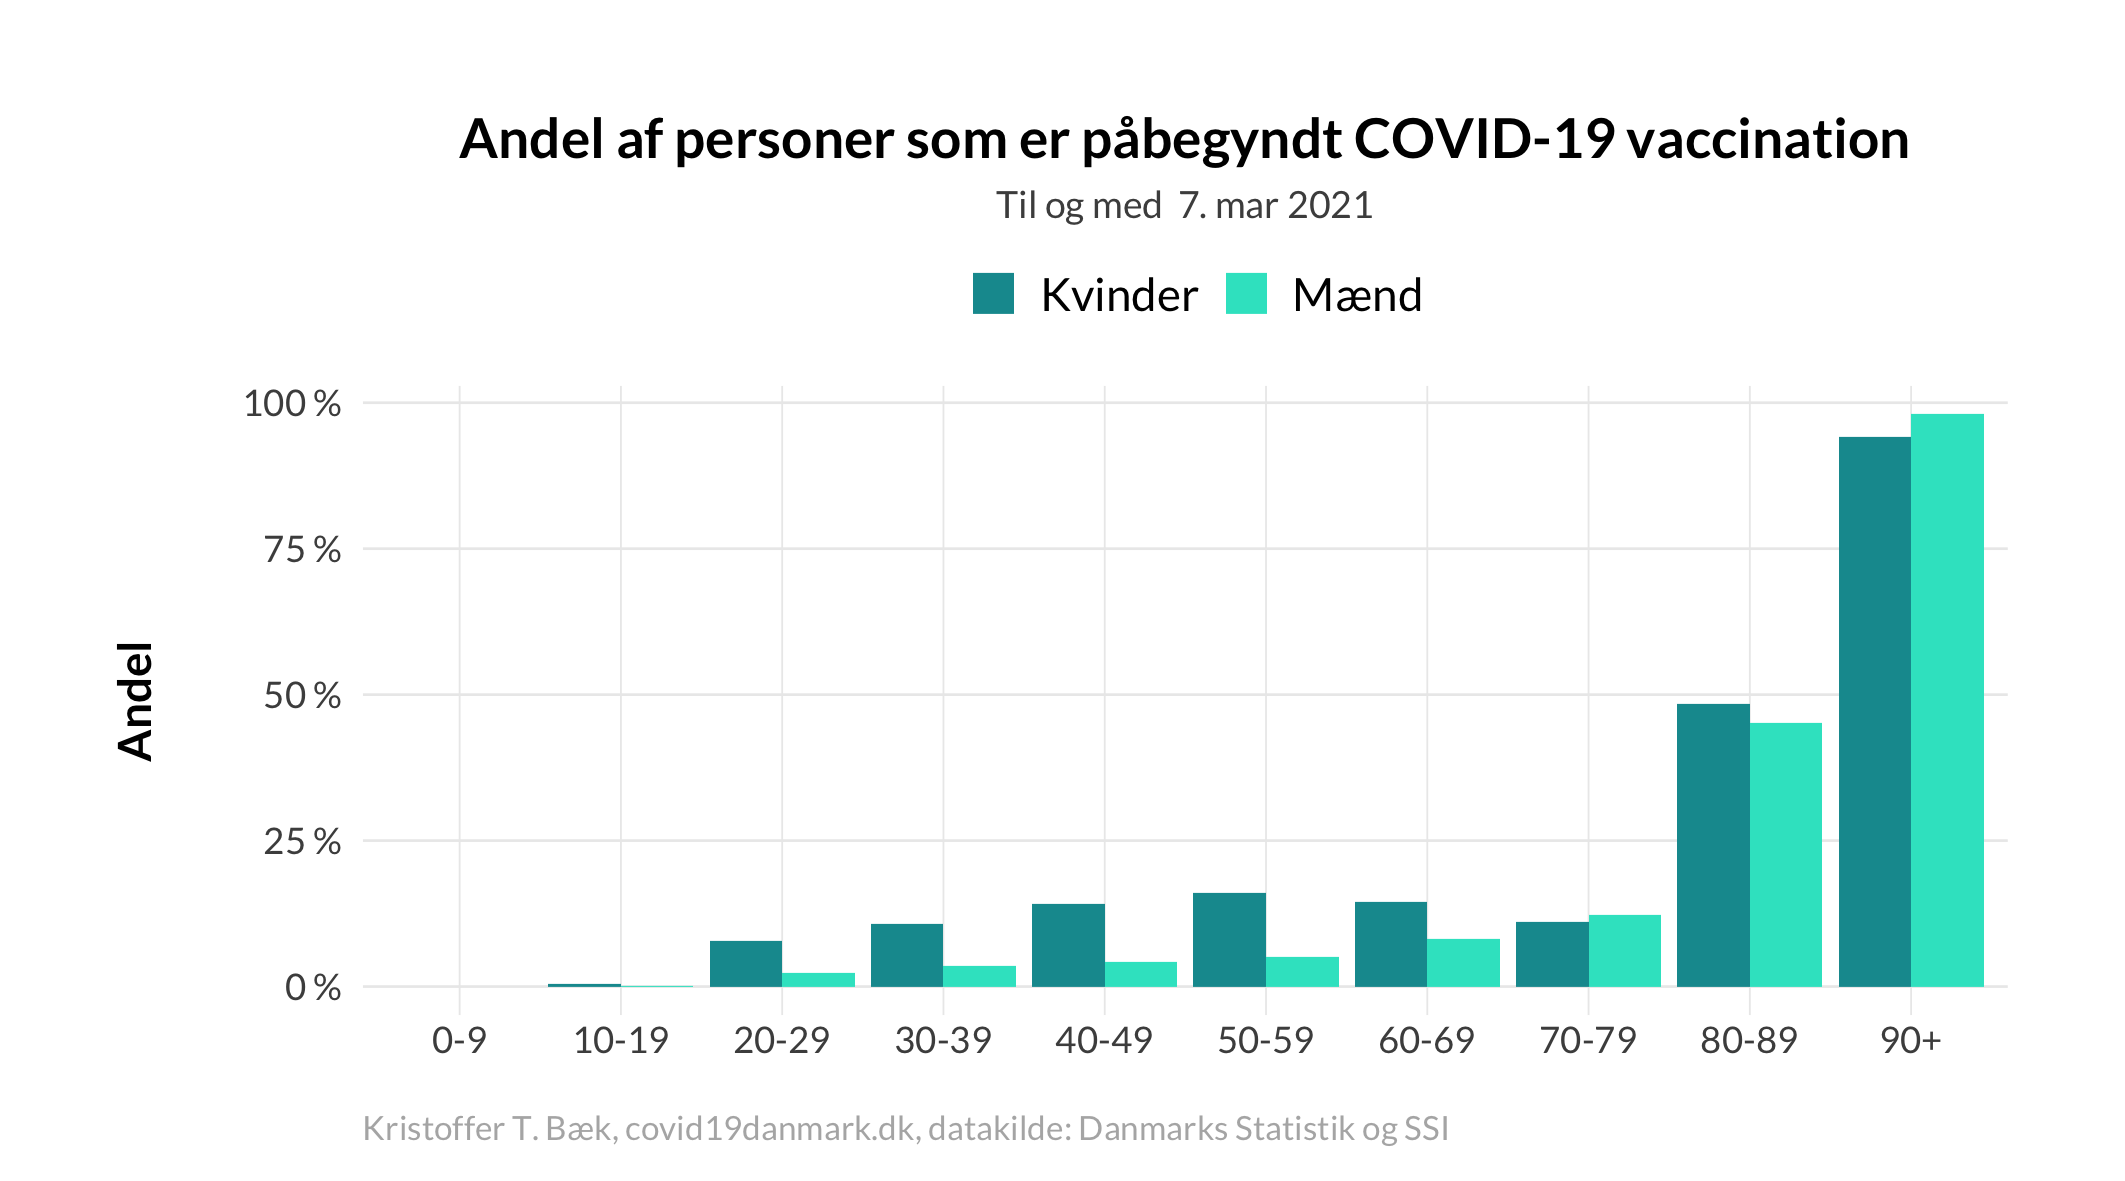 Andel af personer som er påbegyndt COVID-19 vaccination
Til og med 7. mar 2021
Kvinder Mænd
100 %
75 %
50 %
25 %
0 %
Andel
0-9 10-19 20-29 30-39 40-49 50-59 60-69 70-79 80-89 90+
Kristoffer T. Bæk, covid19danmark.dk, datakilde: Danmarks Statistik og SSI